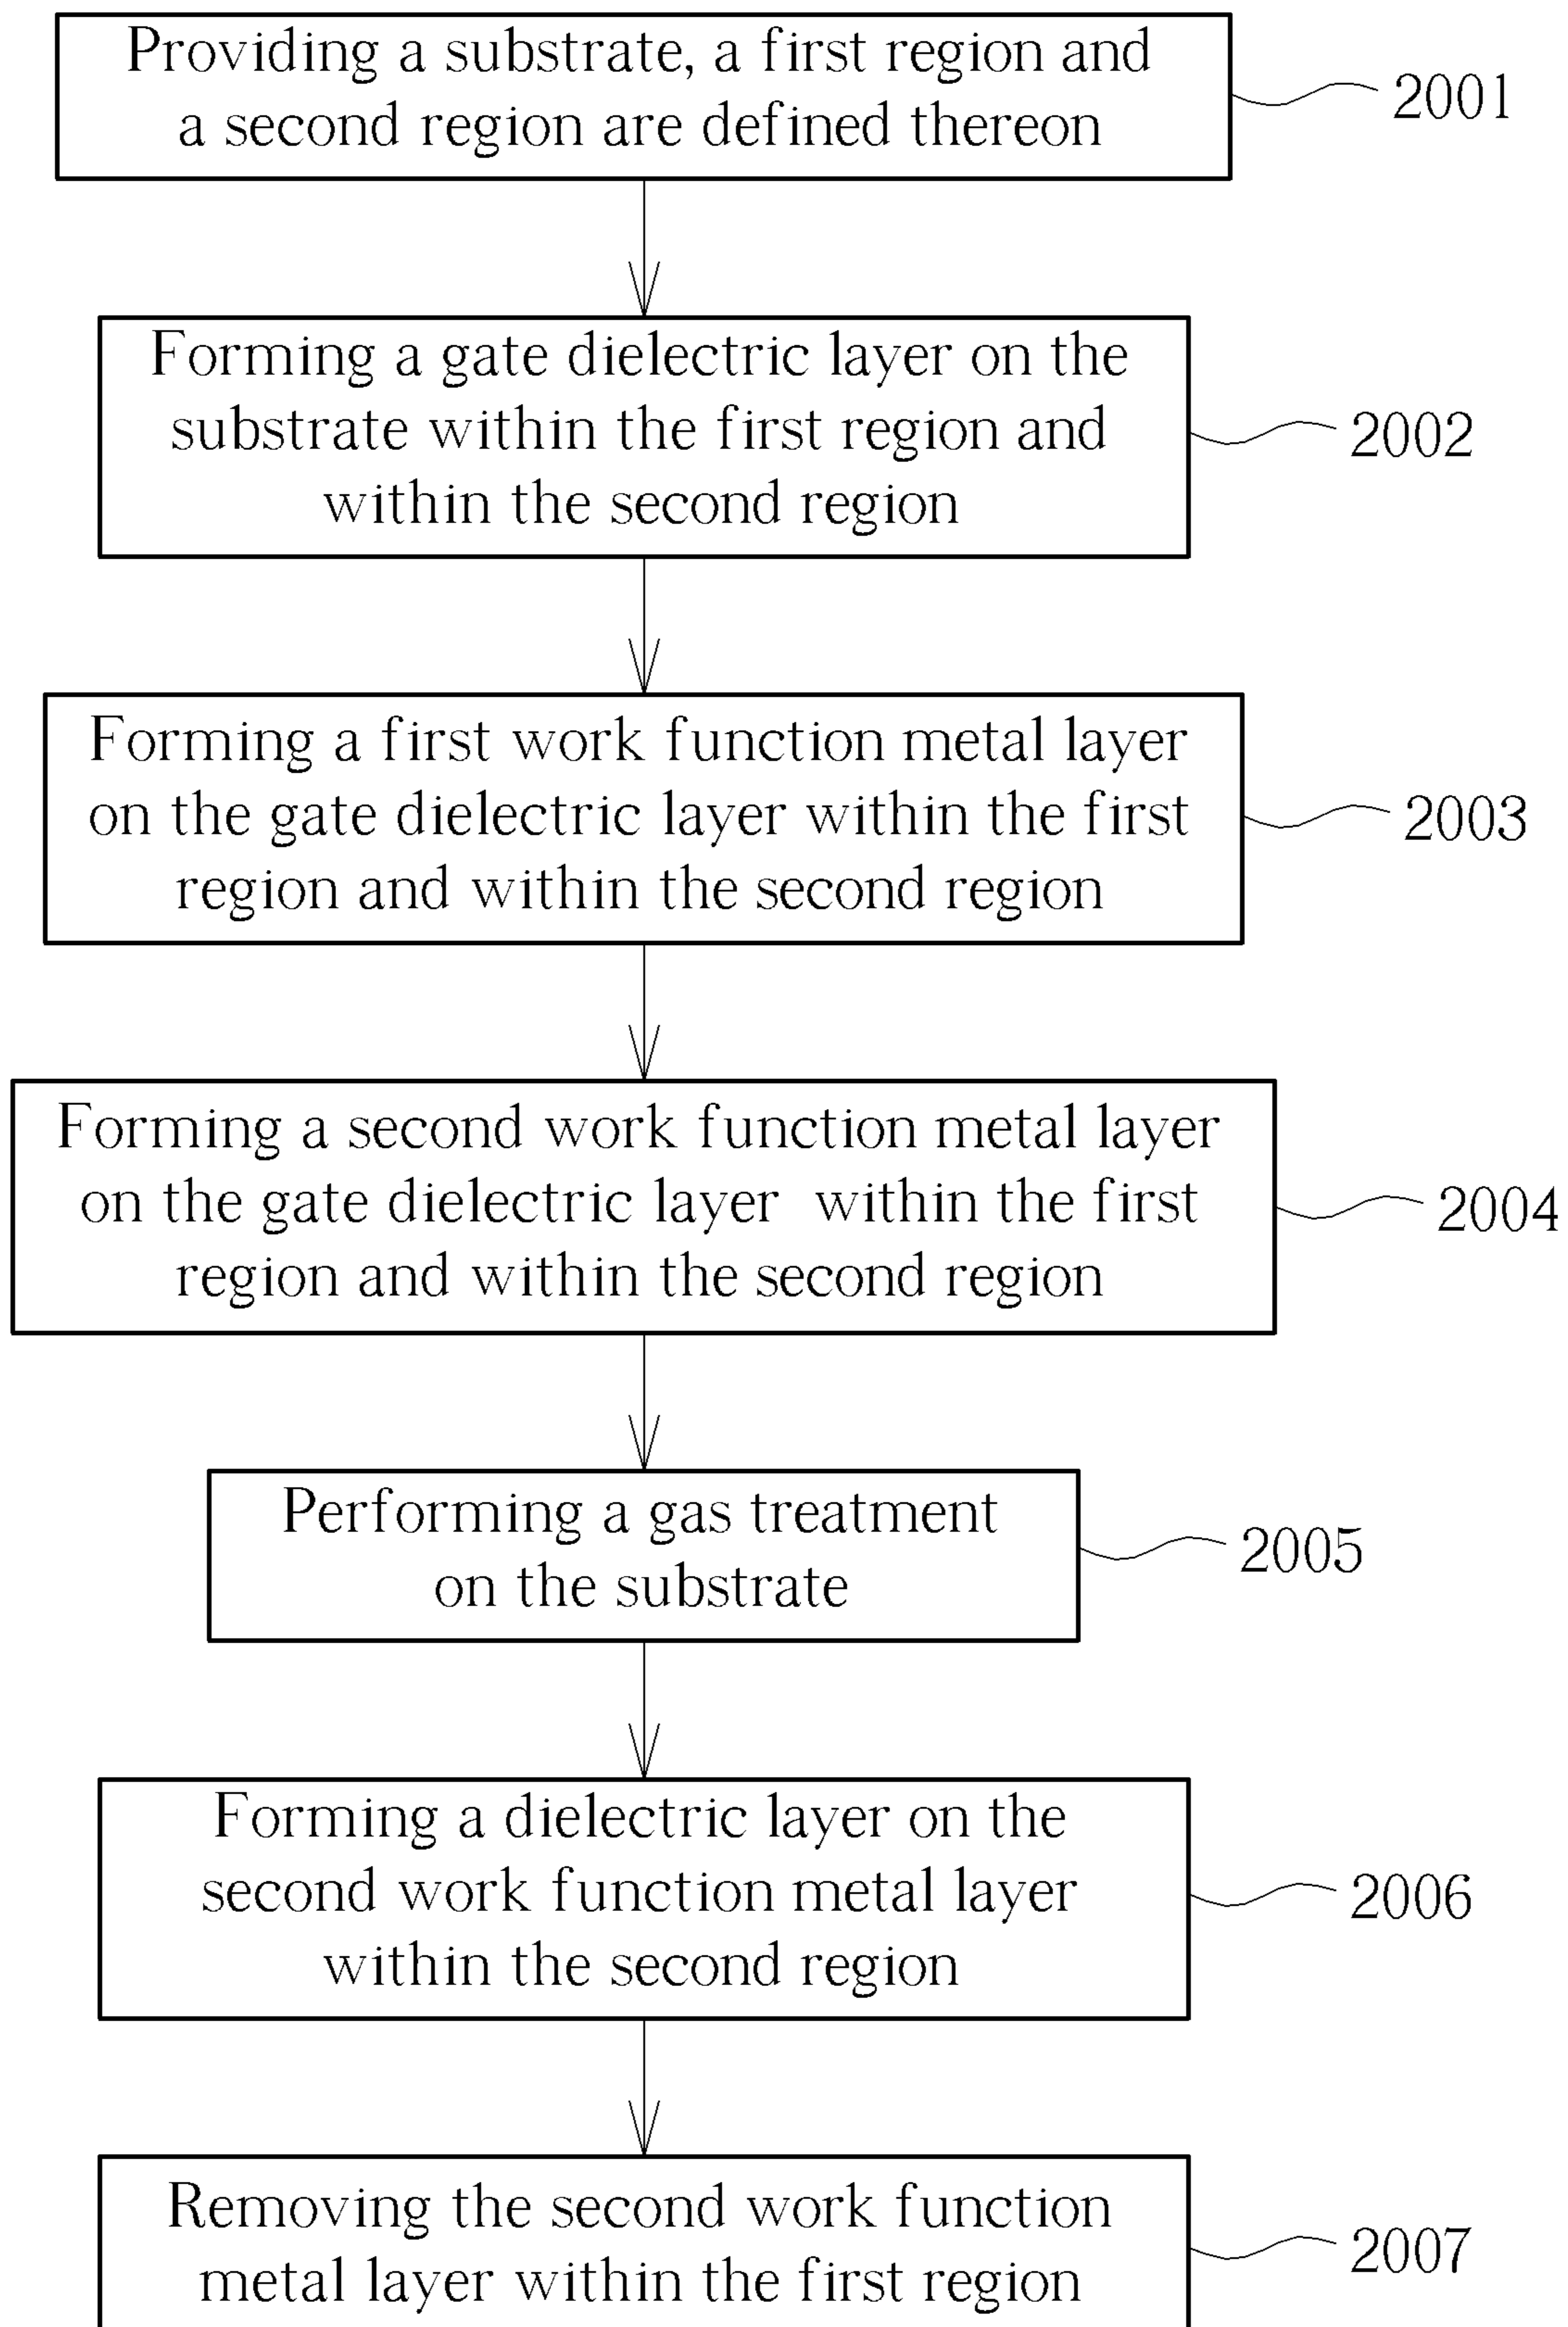 Providing a substrate, a first region and
a second region are defined thereon
2001
Forming a gate dielectric layer on the
substrate within the first region and
within the second region
2002
Forming a first work function metal layer
on the gate dielectric layer within the first
region and within the second region
2003
Forming a second work function metal layer
on the gate dielectric layer within the first
region and within the second region
2004
Performing a gas treatment
on the substrate
2005
Forming a dielectric layer on the
second work function metal layer
within the second region
2006
Removing the second work function
metal layer within the first region
2007